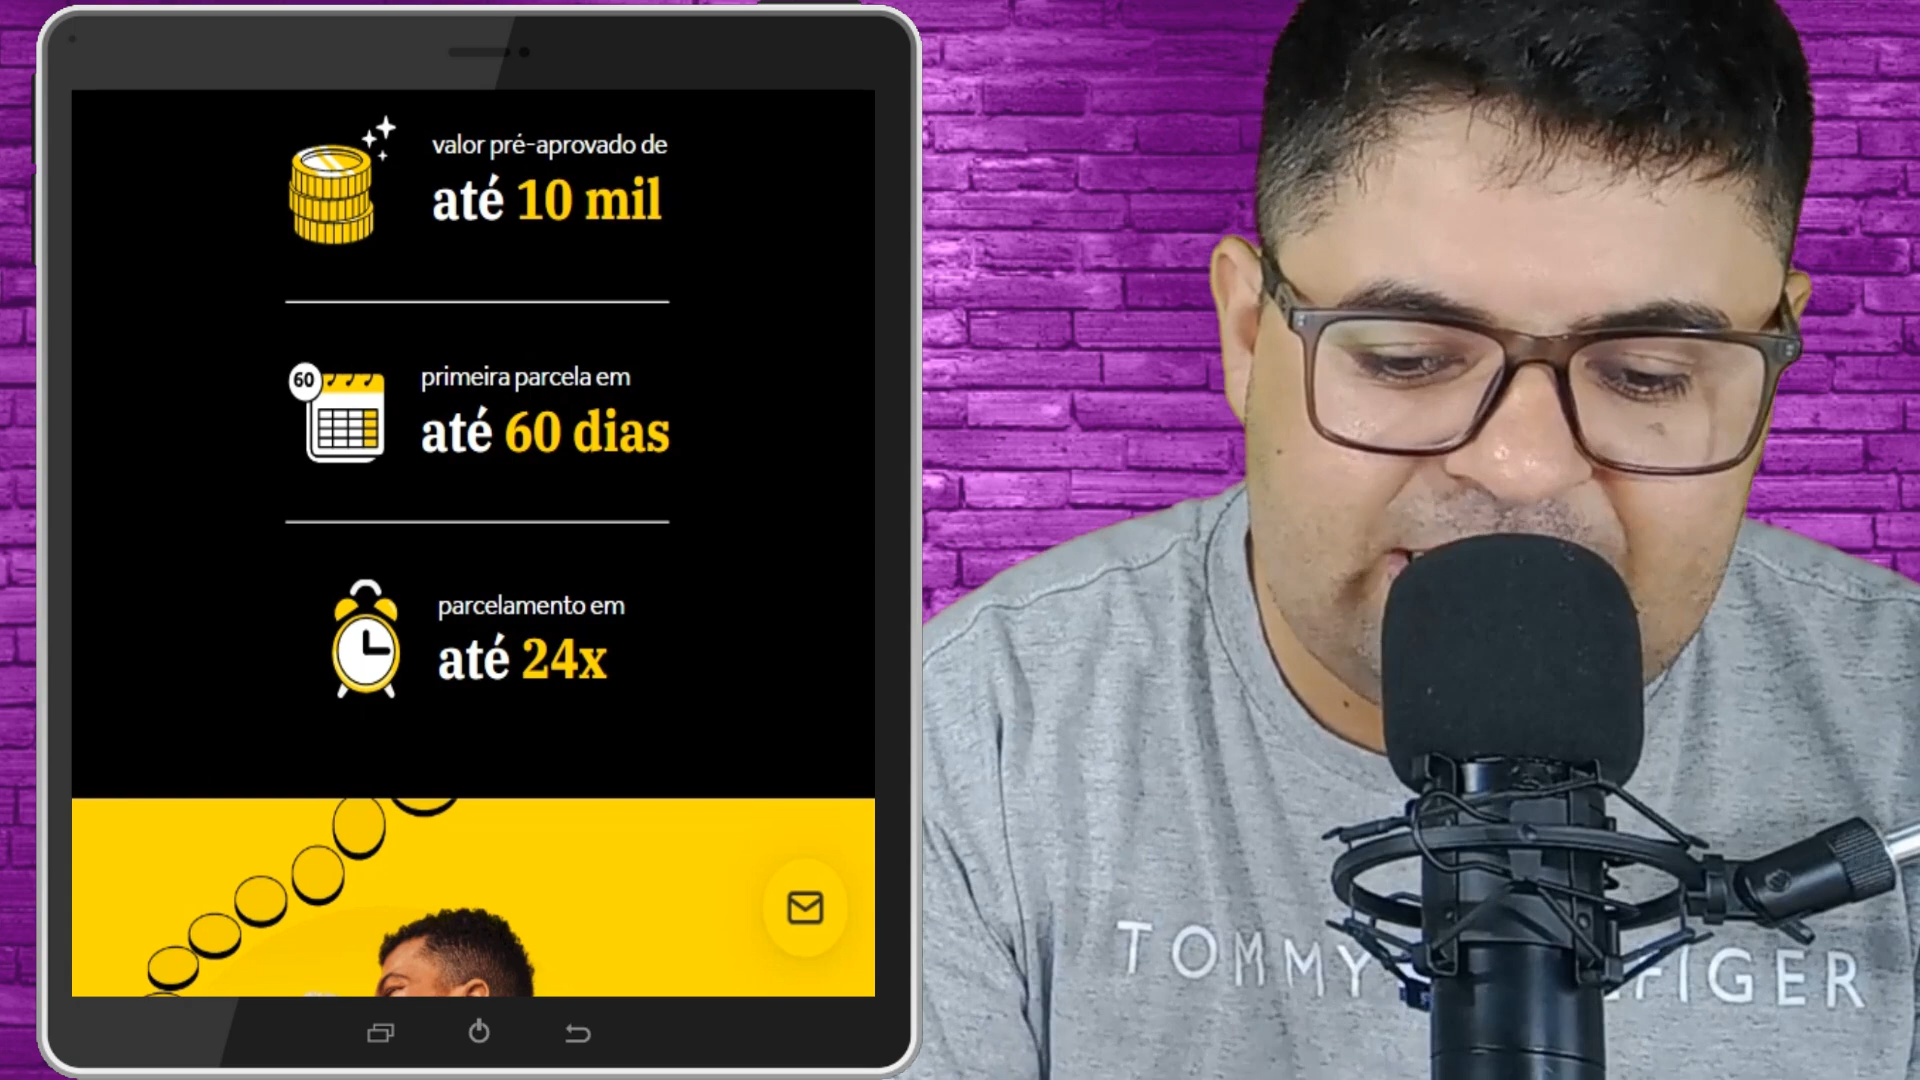 valor pré-aprovado de
até 10 mil
60
primeira parcela em
até 60 dias
parcelamento em
até 24x
TOMMY FIGER